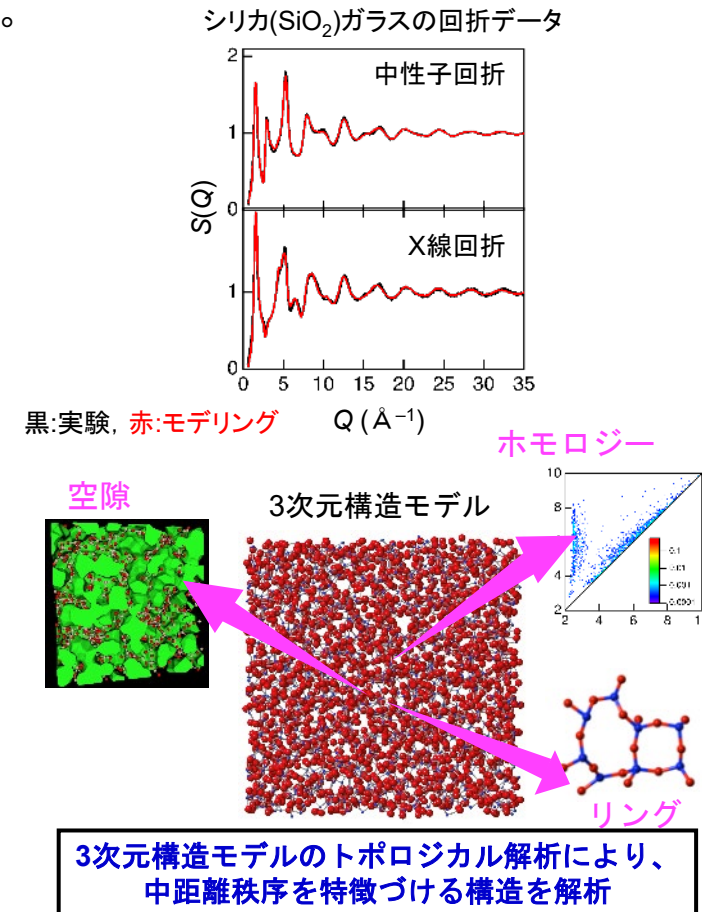 。
シリカ(SiO₂)ガラスの回折データ
2
中性子回折
1
0
S(Q)
X線回折
1
0
0 5 10 15 20 25 30 35
Q (Å⁻¹)
黒:実験, 赤:モデリング
ホモロジー
空隙
3次元構造モデル
10
8
4
2
2 4 6 8 1
リング
3次元構造モデルのトポロジカル解析により、
中距離秩序を特徴づける構造を解析